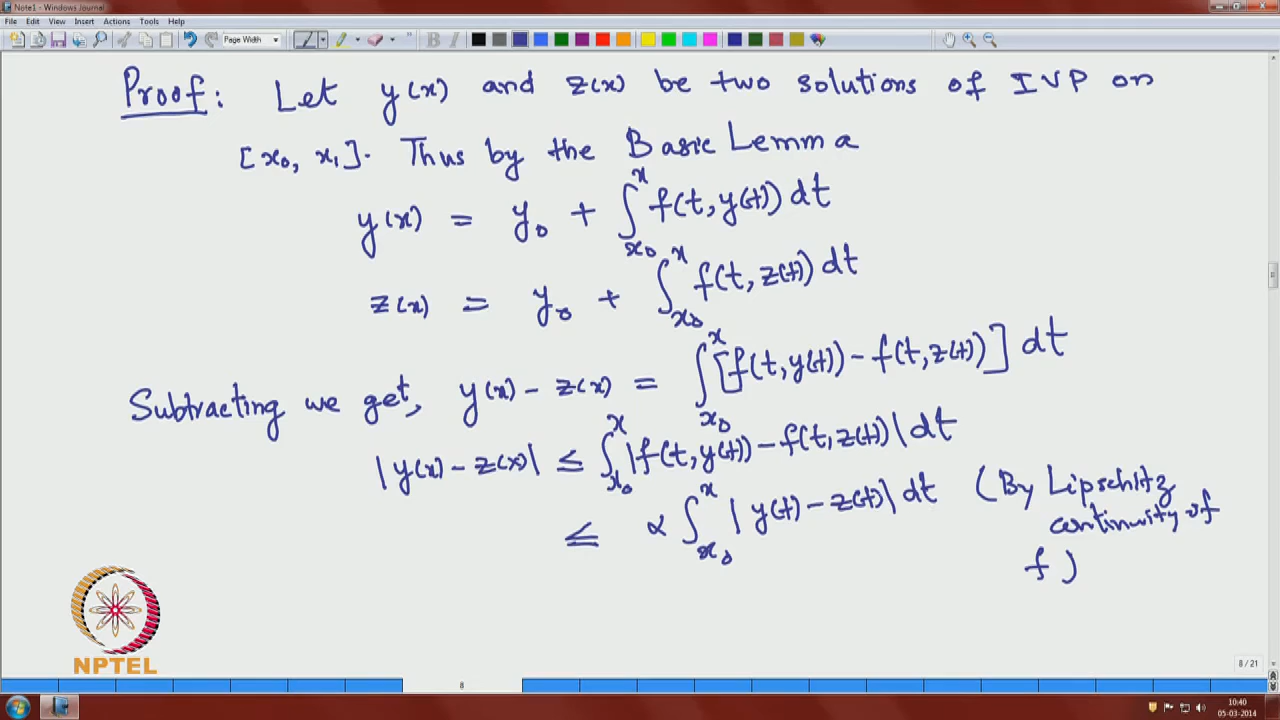 Note1 - Windows Journal
File Edit View Insert Actions Tools Help
Page Width
Proof: Let y(x) and z(x) be two solutions of IVP on
[x₀, x₁]. Thus by the Basic Lemma
y(x) = y₀ + ∫_{x₀}^{x} f(t, y(t)) dt
z(x) = y₀ + ∫_{x₀}^{x} f(t, z(t)) dt
Subtracting we get, y(x) - z(x) = ∫_{x₀}^{x} [f(t, y(t)) - f(t, z(t))] dt
|y(x) - z(x)| ≤ ∫_{x₀}^{x} |f(t, y(t)) - f(t, z(t))| dt
≤ α ∫_{x₀}^{x} |y(t) - z(t)| dt (By Lipschitz
continuity of
f)
NPTEL
8 / 21
8
10:40
05-03-2014